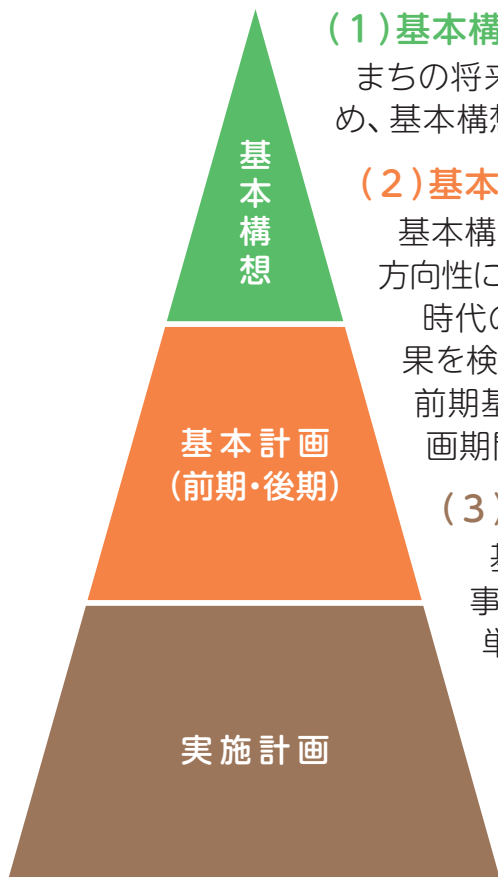 基本構想
基本計画
(前期・後期)
実施計画
(1)基本構
まちの将来
め、基本構想
(2)基本
基本構
方向性に
時代の
果を検
前期基
画期間
(3)
基
事
単